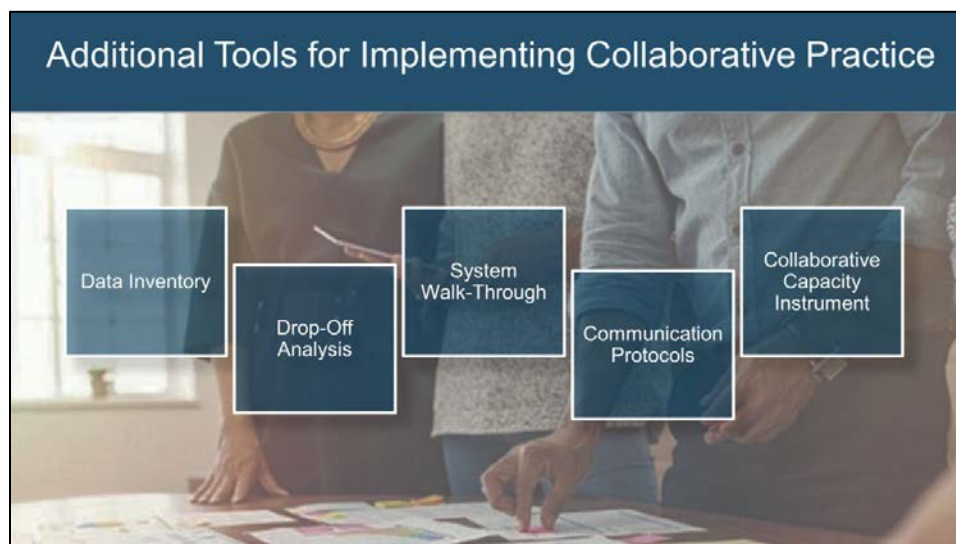 Additional Tools for Implementing Collaborative Practice
Data Inventory
Drop-Off
Analysis
System
Walk-Through
Communication
Protocols
Collaborative
Capacity
Instrument